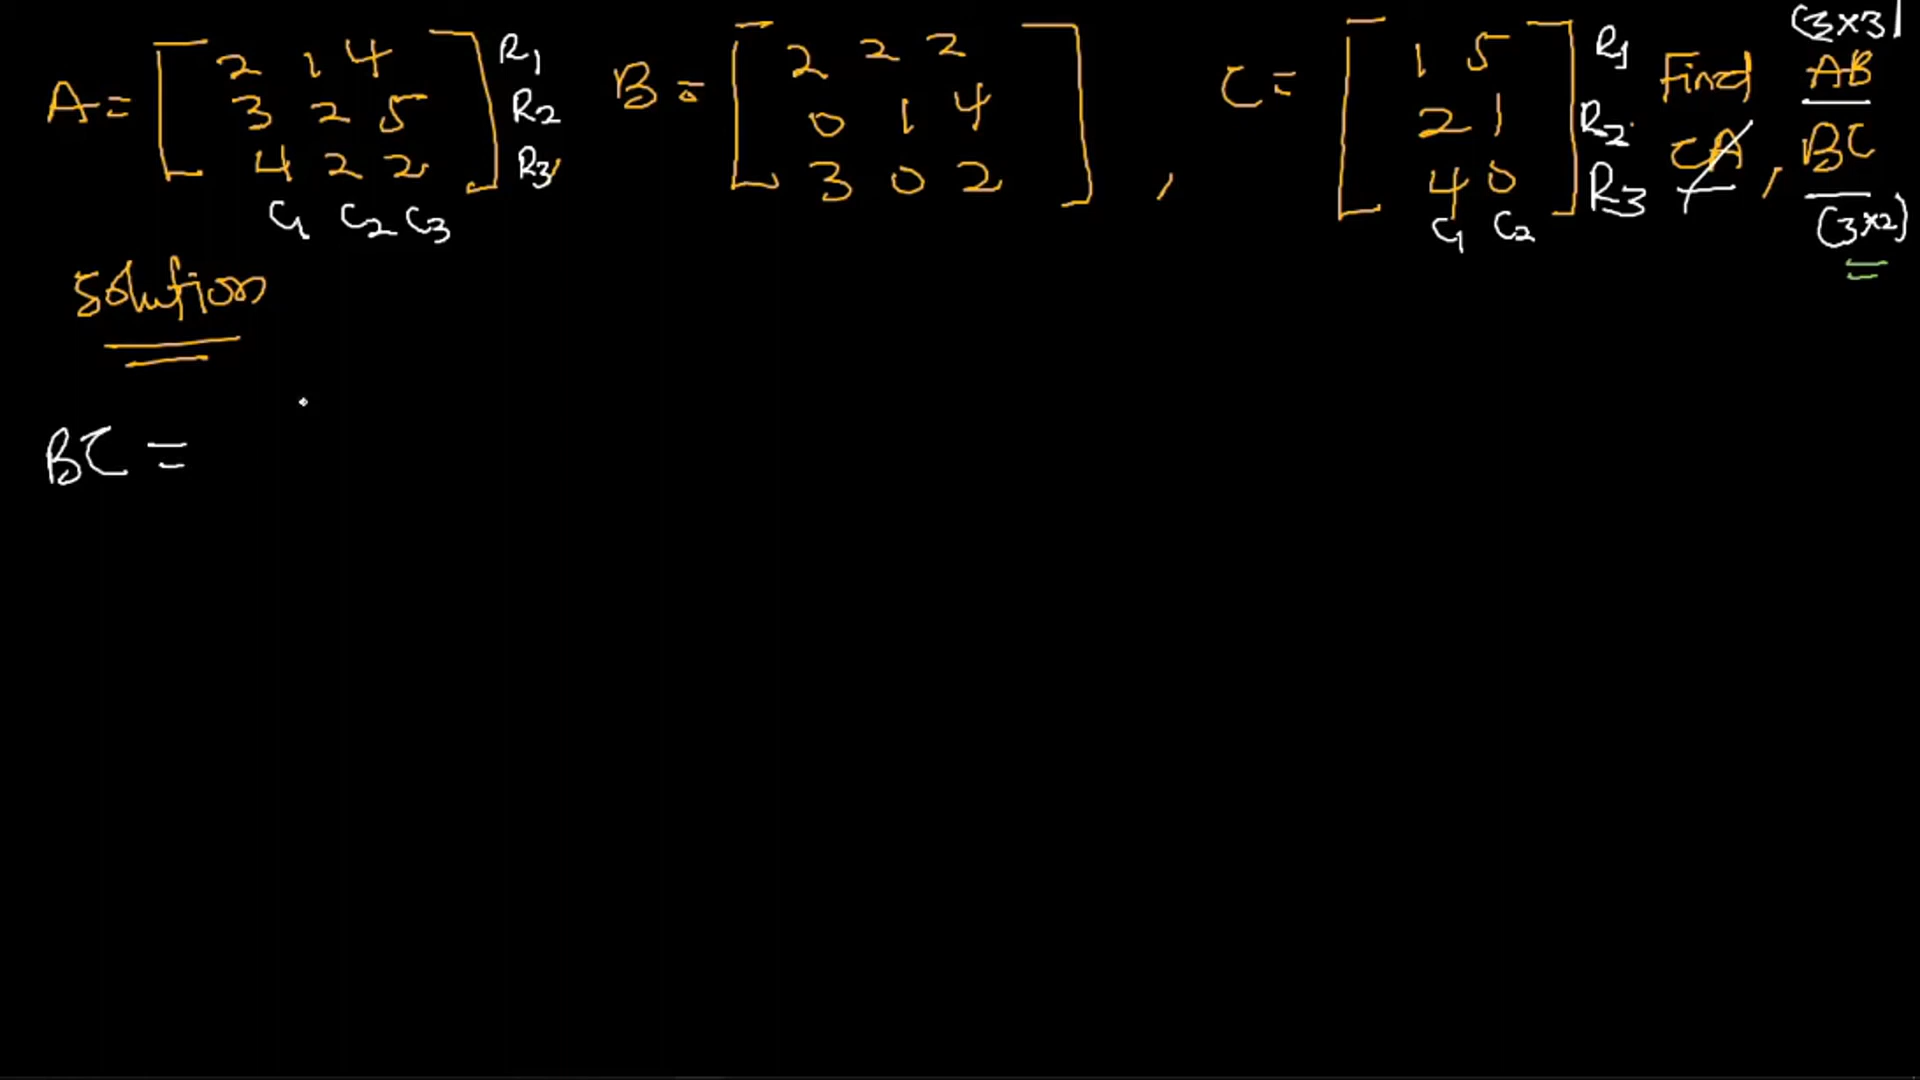 A = [ 2 1 4 ] R1 B = [ 2 2 2 ] , C = [ 1 5 ] R1 Find AB (3×3)
3 2 5 R2 0 1 4 2 1 R2 CA , BC
4 2 2 R3 3 0 2 4 0 R3 (3×2)
C1 C2 C3 C1 C2
Solution
BC =